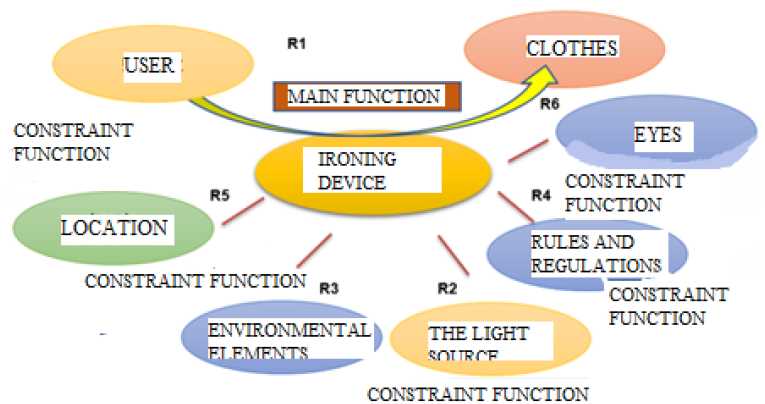 R1
CLOTHES
USER
MAIN FUNCTION
R6
CONSTRAINT
FUNCTION
EYES
IRONING
DEVICE
CONSTRAINT
FUNCTION
R5
R4
LOCATION
RULES AND
REGULATIONS
CONSTRAINT FUNCTION
R3
R2
CONSTRAINT
FUNCTION
ENVIRONMENTAL
ELEMENTS
THE LIGHT
SOURCE
CONSTRAINT FUNCTION